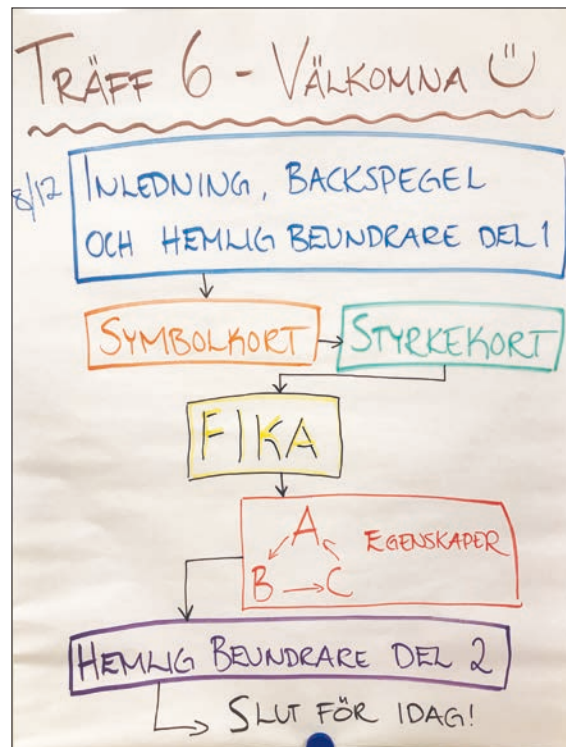 TRÄFF 6 - VÄLKOMNA
8/12
INLEDNING, BACKSPEGEL
OCH HEMLIG BEUNDRARE DEL 1
SYMBOLKORT
STYRKEKORT
FIKA
A
EGENSKAPER
B
C
HEMLIG BEUNDRARE DEL 2
SLUT FÖR IDAG!